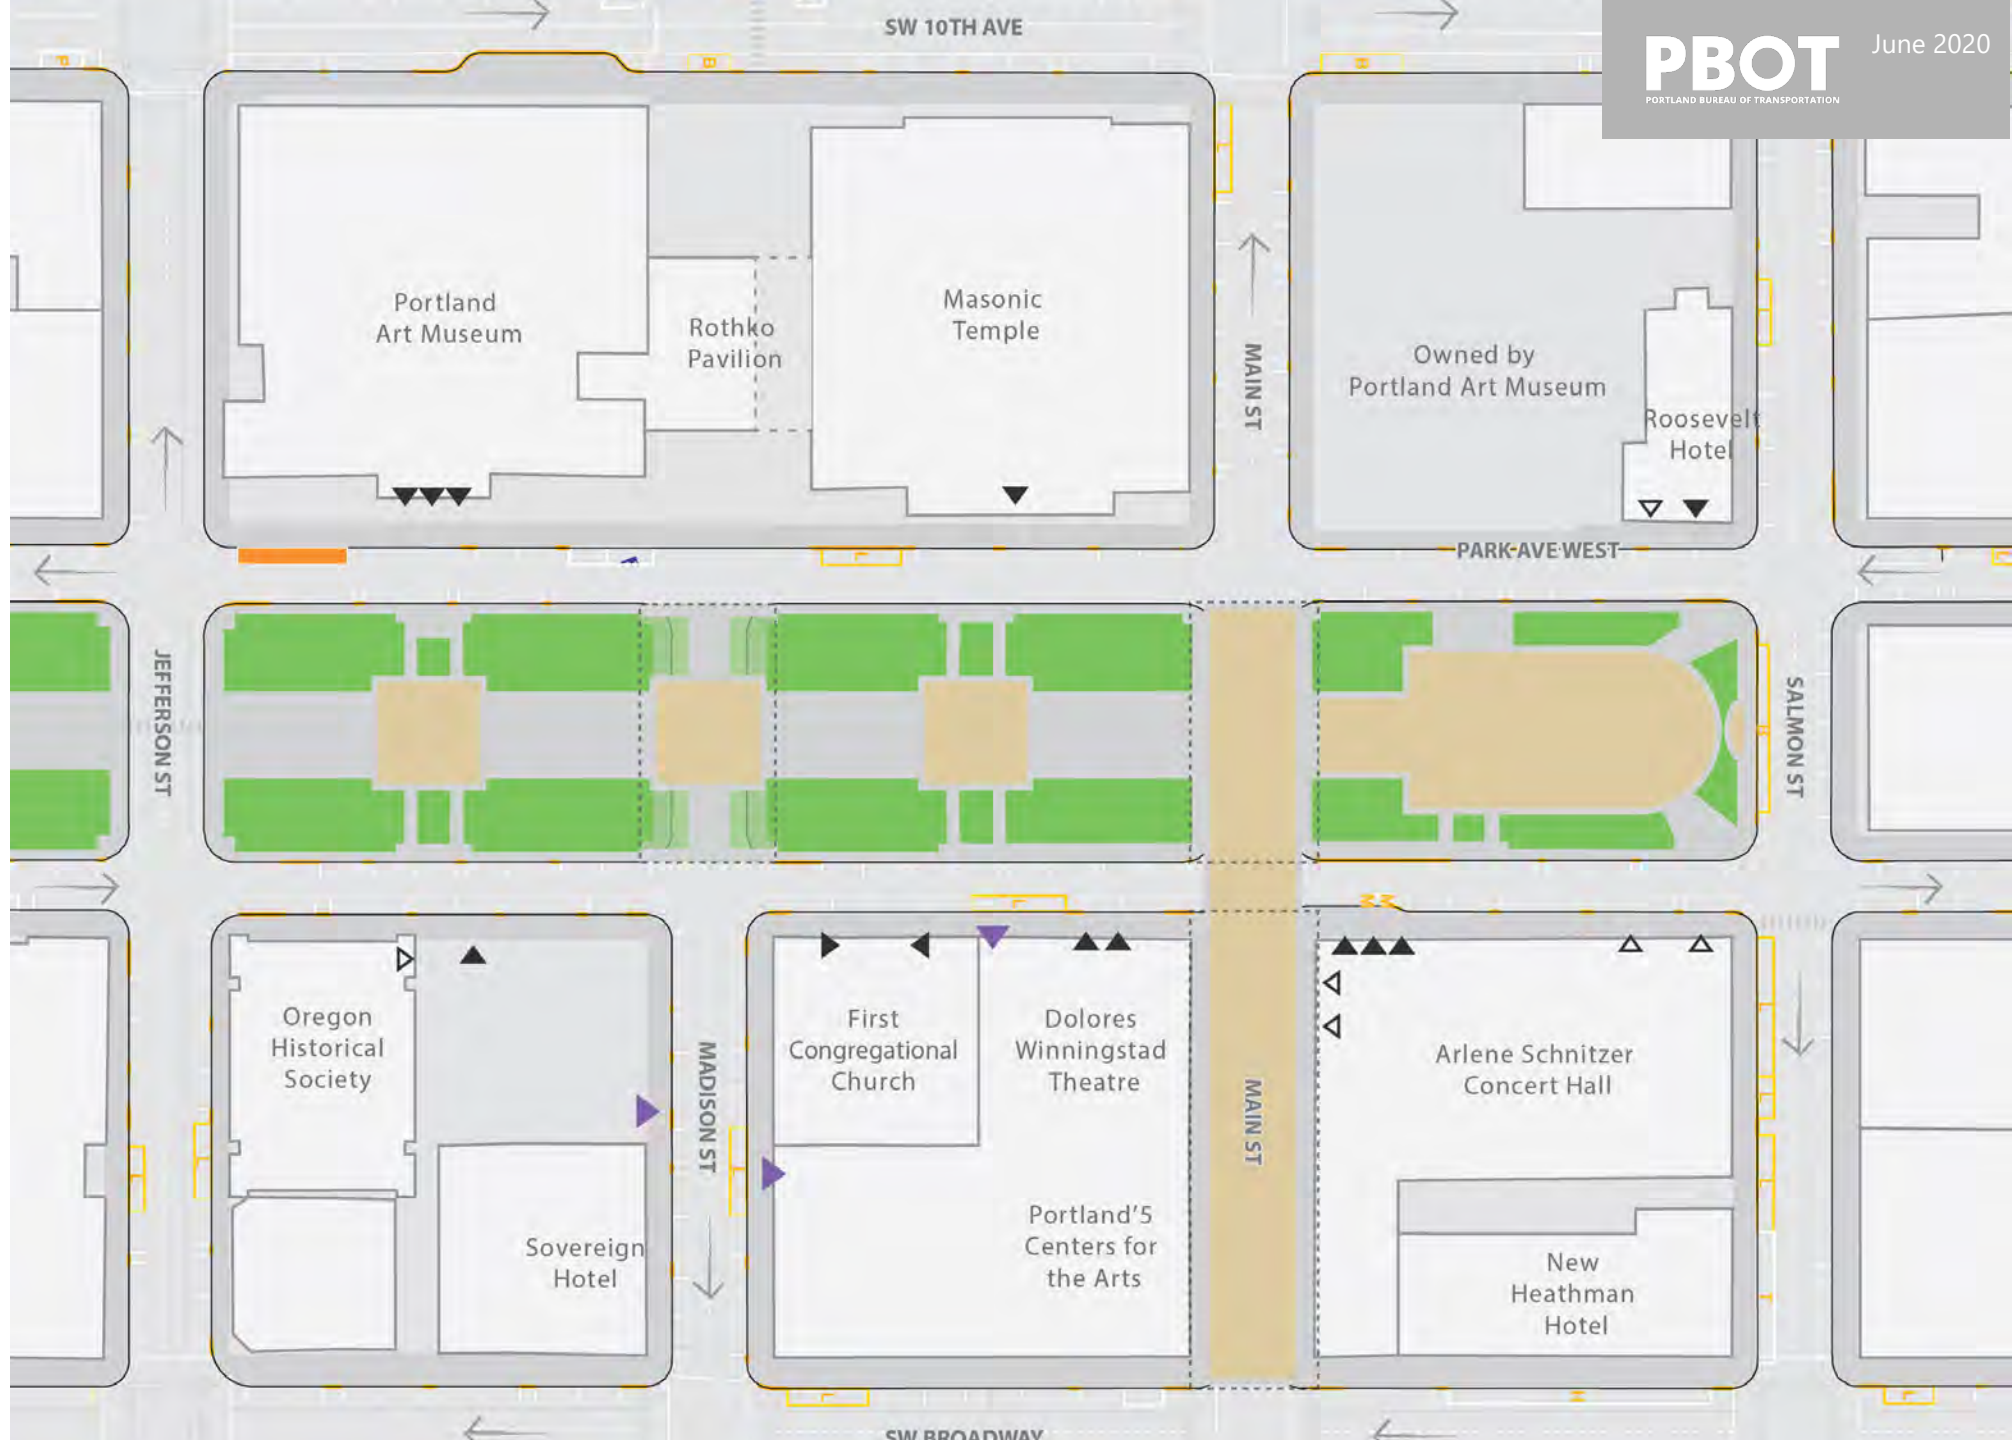 SW 10TH AVE
PBOT
PORTLAND BUREAU OF TRANSPORTATION
June 2020
P
B
B
L
Portland
Art Museum
Rothko
Pavilion
Masonic
Temple
MAIN ST
Owned by
Portland Art Museum
Roosevelt
Hotel
L
PARK AVE WEST
JEFFERSON ST
SALMON ST
L
M M
Oregon
Historical
Society
Sovereign
Hotel
MADISON ST
First
Congregational
Church
Dolores
Winningstad
Theatre
Portland'5
Centers for
the Arts
MAIN ST
Arlene Schnitzer
Concert Hall
New
Heathman
Hotel
L
H
L
SW BROADWAY